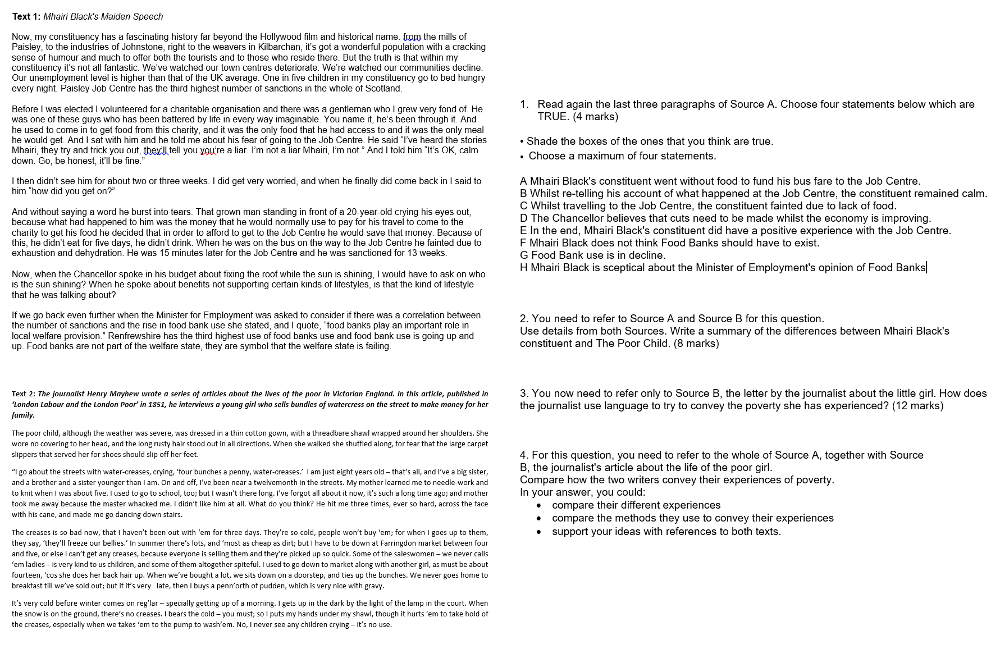 Text 1: Mhairi Black's Maiden Speech
Now, my constituency has a fascinating history far beyond the Hollywood film and historical name. from the mills of
Paisley, to the industries of Johnstone, right to the weavers in Kilbarchan, it's got a wonderful population with a cracking
sense of humour and much to offer both the tourists and to those who reside there. But the truth is that within my
constituency it's not all fantastic. We've watched our town centres deteriorate. We're watched our communities decline.
Our unemployment level is higher than that of the UK average. One in five children in my constituency go to bed hungry
every night. Paisley Job Centre has the third highest number of sanctions in the whole of Scotland.
Before I was elected I volunteered for a charitable organisation and there was a gentleman who I grew very fond of. He
was one of these guys who has been battered by life in every way imaginable. You name it, he's been through it. And
he used to come in to get food from this charity, and it was the only food that he had access to and it was the only meal
he would get. And I sat with him and he told me about his fear of going to the Job Centre. He said “I've heard the stories
Mhairi, they try and trick you out, they'll tell you you're a liar. I'm not a liar Mhairi, I'm not.” And I told him “It's OK, calm
down. Go, be honest, it'll be fine.”
I then didn't see him for about two or three weeks. I did get very worried, and when he finally did come back in I said to
him “how did you get on?”
And without saying a word he burst into tears. That grown man standing in front of a 20-year-old crying his eyes out,
because what had happened to him was the money that he would normally use to pay for his travel to come to the
charity to get his food he decided that in order to afford to get to the Job Centre he would save that money. Because of
this, he didn't eat for five days, he didn't drink. When he was on the bus on the way to the Job Centre he fainted due to
exhaustion and dehydration. He was 15 minutes later for the Job Centre and he was sanctioned for 13 weeks.
Now, when the Chancellor spoke in his budget about fixing the roof while the sun is shining, I would have to ask on who
is the sun shining? When he spoke about benefits not supporting certain kinds of lifestyles, is that the kind of lifestyle
that he was talking about?
If we go back even further when the Minister for Employment was asked to consider if there was a correlation between
the number of sanctions and the rise in food bank use she stated, and I quote, “food banks play an important role in
local welfare provision.” Renfrewshire has the third highest use of food banks use and food bank use is going up and
up. Food banks are not part of the welfare state, they are symbol that the welfare state is failing.
Text 2: The journalist Henry Mayhew wrote a series of articles about the lives of the poor in Victorian England. In this article, published in
‘London Labour and the London Poor’ in 1851, he interviews a young girl who sells bundles of watercress on the street to make money for her
family.
The poor child, although the weather was severe, was dressed in a thin cotton gown, with a threadbare shawl wrapped around her shoulders. She
wore no covering to her head, and the long rusty hair stood out in all directions. When she walked she shuffled along, for fear that the large carpet
slippers that served her for shoes should slip off her feet.
“I go about the streets with water-creases, crying, ‘four bunches a penny, water-creases.’ I am just eight years old – that's all, and I've a big sister,
and a brother and a sister younger than I am. On and off, I've been near a twelvemonth in the streets. My mother learned me to needle-work and
to knit when I was about five. I used to go to school, too; but I wasn't there long. I've forgot all about it now, it's such a long time ago; and mother
took me away because the master whacked me. I didn't like him at all. What do you think? He hit me three times, ever so hard, across the face
with his cane, and made me go dancing down stairs.
The creases is so bad now, that I haven't been out with ‘em for three days. They're so cold, people won't buy ‘em; for when I goes up to them,
they say, ‘they'll freeze our bellies.’ In summer there's lots, and ‘most as cheap as dirt; but I have to be down at Farringdon market between four
and five, or else I can't get any creases, because everyone is selling them and they're picked up so quick. Some of the saleswomen – we never calls
‘em ladies – is very kind to us children, and some of them altogether spiteful. I used to go down to market along with another girl, as must be about
fourteen, ‘cos she does her back hair up. When we've bought a lot, we sits down on a doorstep, and ties up the bunches. We never goes home to
breakfast till we've sold out; but if it's very late, then I buys a penn'orth of pudden, which is very nice with gravy.
It's very cold before winter comes on reg'lar – specially getting up of a morning. I gets up in the dark by the light of the lamp in the court. When
the snow is on the ground, there's no creases. I bears the cold – you must; so I puts my hands under my shawl, though it hurts ‘em to take hold of
the creases, especially when we takes ‘em to the pump to wash'em. No, I never see any children crying – it's no use.
1. Read again the last three paragraphs of Source A. Choose four statements below which are
TRUE. (4 marks)
• Shade the boxes of the ones that you think are true.
• Choose a maximum of four statements.
A Mhairi Black's constituent went without food to fund his bus fare to the Job Centre.
B Whilst re-telling his account of what happened at the Job Centre, the constituent remained calm.
C Whilst travelling to the Job Centre, the constituent fainted due to lack of food.
D The Chancellor believes that cuts need to be made whilst the economy is improving.
E In the end, Mhairi Black's constituent did have a positive experience with the Job Centre.
F Mhairi Black does not think Food Banks should have to exist.
G Food Bank use is in decline.
H Mhairi Black is sceptical about the Minister of Employment's opinion of Food Banks
2. You need to refer to Source A and Source B for this question.
Use details from both Sources. Write a summary of the differences between Mhairi Black's
constituent and The Poor Child. (8 marks)
3. You now need to refer only to Source B, the letter by the journalist about the little girl. How does
the journalist use language to try to convey the poverty she has experienced? (12 marks)
4. For this question, you need to refer to the whole of Source A, together with Source
B, the journalist's article about the life of the poor girl.
Compare how the two writers convey their experiences of poverty.
In your answer, you could:
• compare their different experiences
• compare the methods they use to convey their experiences
• support your ideas with references to both texts.